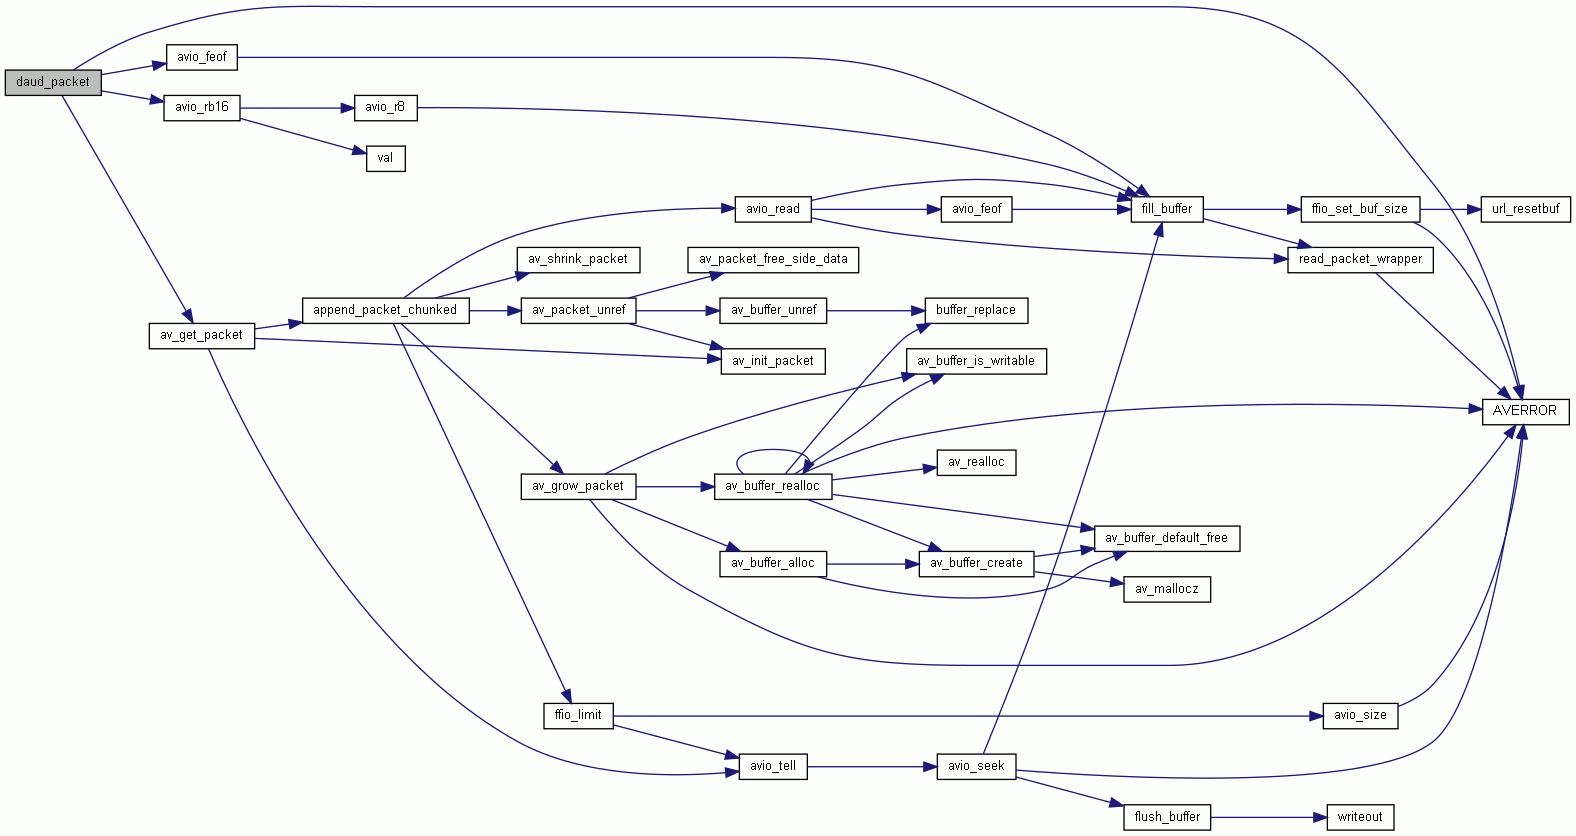 daud_packet
avio_feof
avio_rb16
avio_r8
val
avio_read
avio_feof
fill_buffer
ffio_set_buf_size
url_resetbuf
av_shrink_packet
av_packet_free_side_data
read_packet_wrapper
append_packet_chunked
av_packet_unref
av_buffer_unref
buffer_replace
av_get_packet
av_init_packet
av_buffer_is_writable
AVERROR
av_realloc
av_grow_packet
av_buffer_realloc
av_buffer_default_free
av_buffer_alloc
av_buffer_create
av_mallocz
ffio_limit
avio_size
avio_tell
avio_seek
flush_buffer
writeout